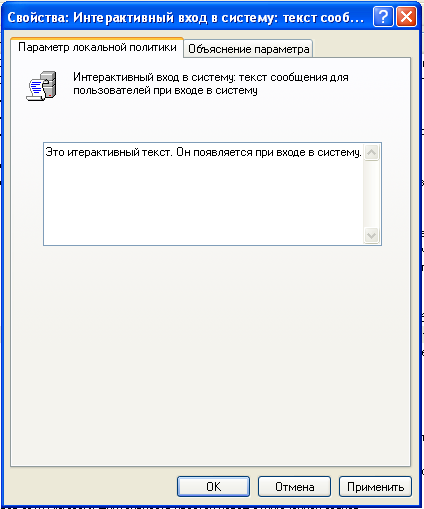 Свойства: Интерактивный вход в систему: текст сооб...
Параметр локальной политики
Объяснение параметра
Интерактивный вход в систему: текст сообщения для
пользователей при входе в систему
Это итерактивный текст. Он появляется при входе в систему.
OK
Отмена
Применить